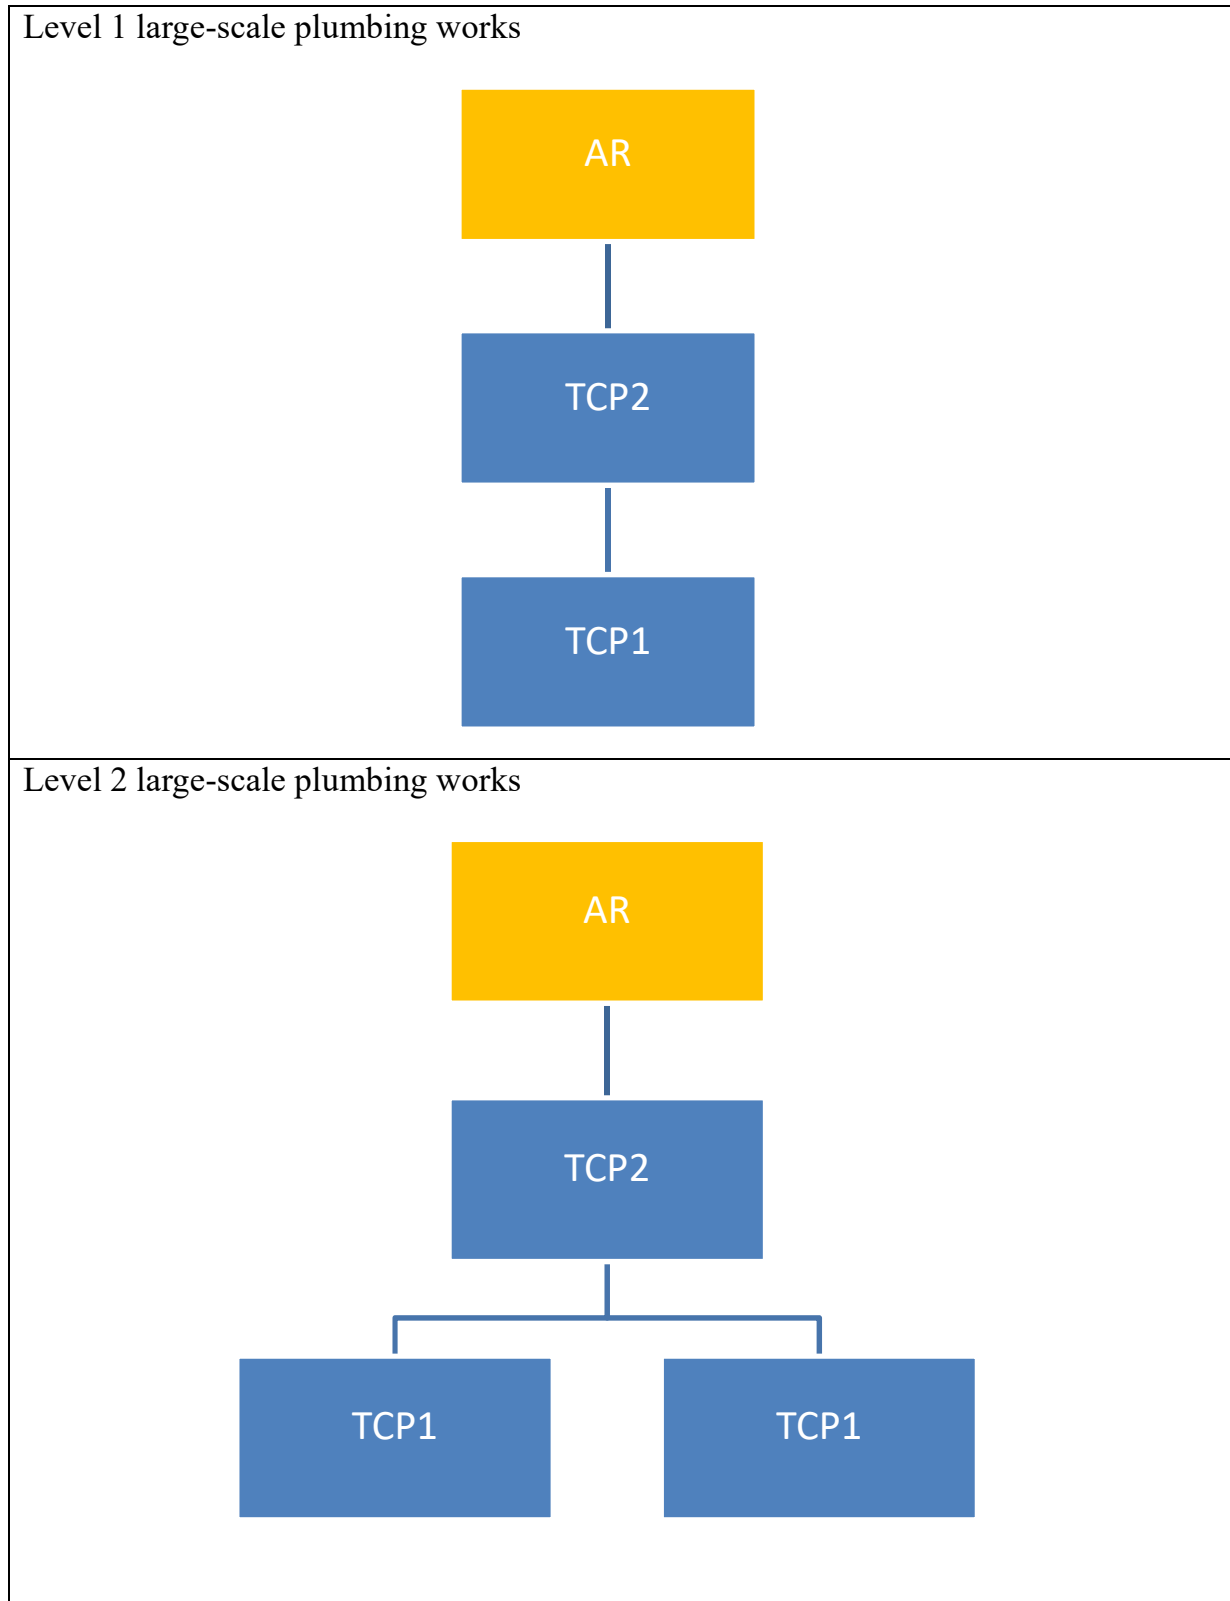 Level 1 large-scale plumbing works
AR
TCP2
TCP1
Level 2 large-scale plumbing works
AR
TCP2
TCP1 TCP1